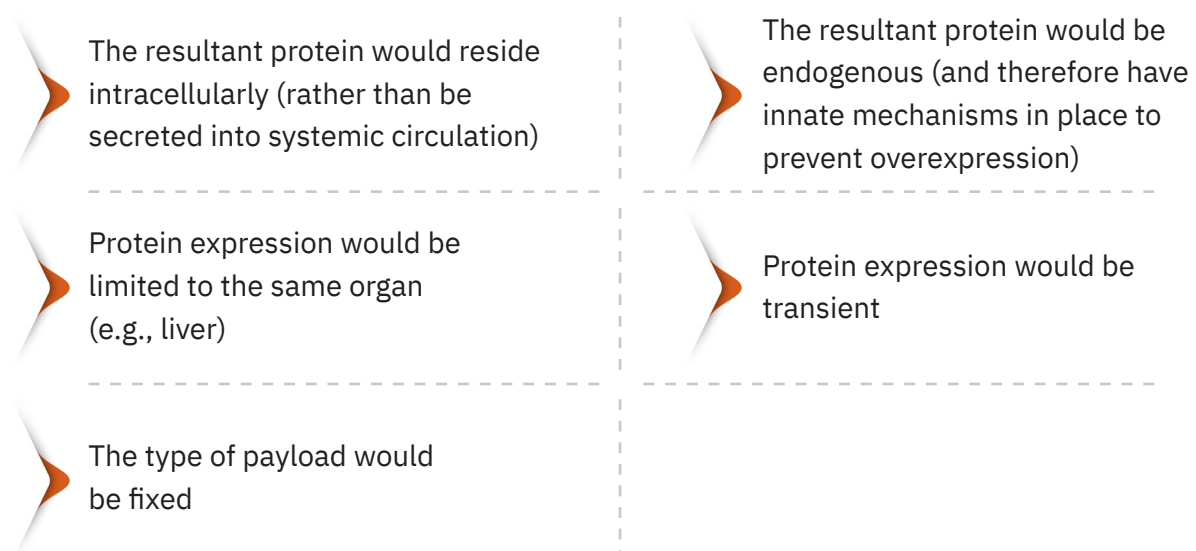 The resultant protein would reside
intracellularly (rather than be
secreted into systemic circulation)
The resultant protein would be
endogenous (and therefore have
innate mechanisms in place to
prevent overexpression)
Protein expression would be
limited to the same organ
(e.g., liver)
Protein expression would be
transient
The type of payload would
be fixed